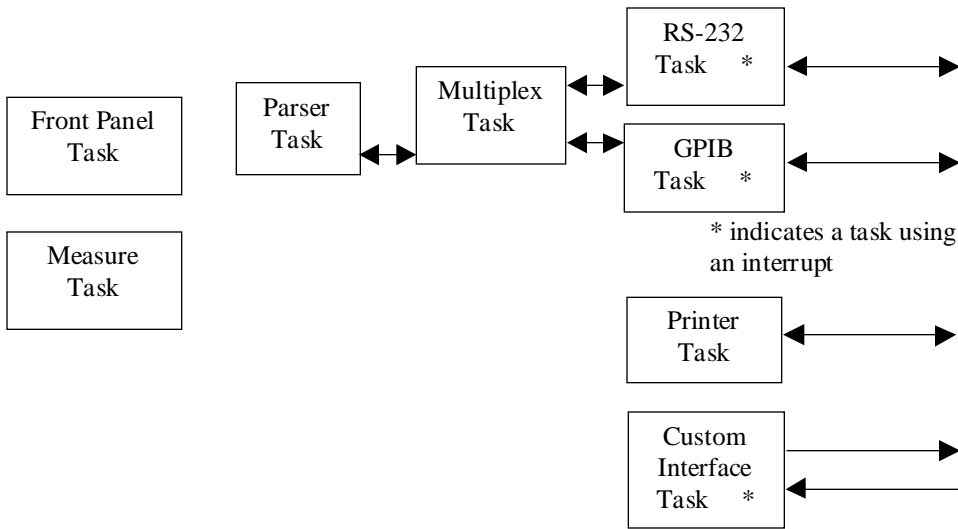 Front Panel
Task
Measure
Task
Parser
Task
Multiplex
Task
RS-232
Task *
GPIB
Task *
* indicates a task using
an interrupt
Printer
Task
Custom
Interface
Task *